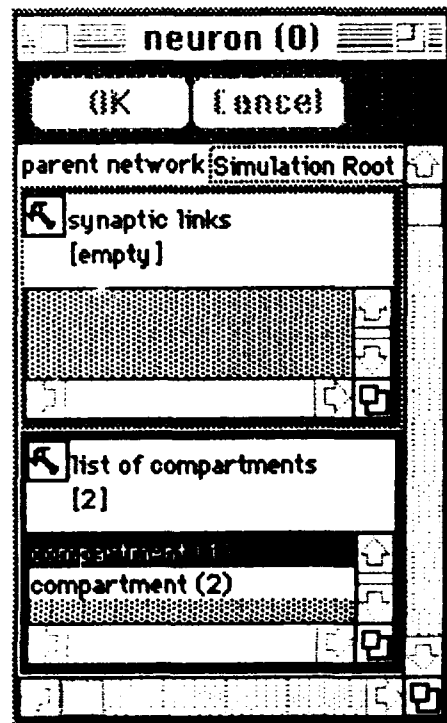 neuron (0)
OK Cancel
parent network Simulation Root
synaptic links
[empty]
list of compartments
[2]
compartment (1)
compartment (2)